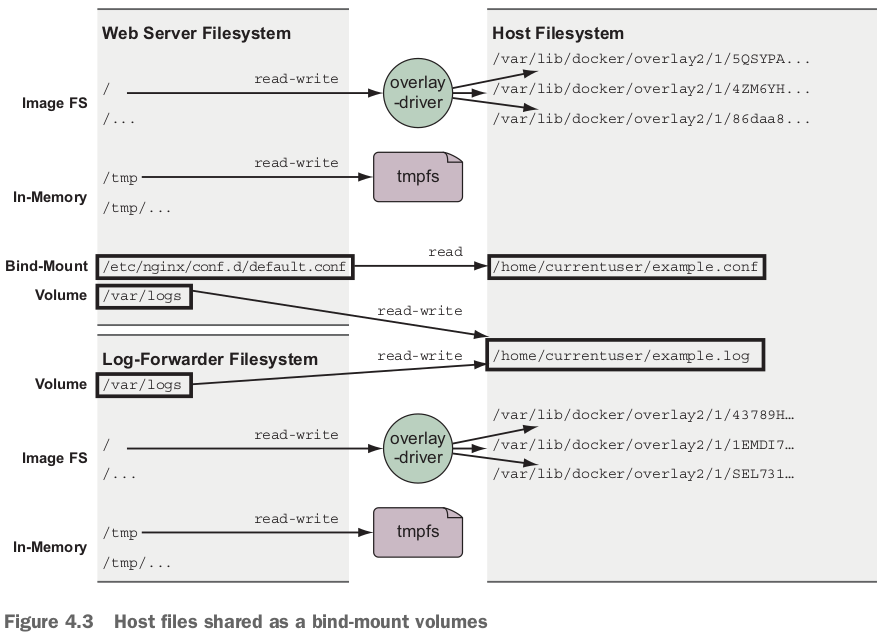 Web Server Filesystem
Host Filesystem
/var/lib/docker/overlay2/1/5QSYPA...
/
read-write
overlay
-driver
/var/lib/docker/overlay2/1/4ZM6YH...
Image FS
/...
/var/lib/docker/overlay2/1/86daa8...
read-write
/tmp
tmpfs
In-Memory
/tmp/...
Bind-Mount
/etc/nginx/conf.d/default.conf
read
/home/currentuser/example.conf
Volume
/var/logs
read-write
Log-Forwarder Filesystem
read-write
/home/currentuser/example.log
Volume
/var/logs
/var/lib/docker/overlay2/1/43789H…
/
read-write
overlay
-driver
/var/lib/docker/overlay2/1/1EMDI7…
Image FS
/...
/var/lib/docker/overlay2/1/SEL731…
read-write
/tmp
tmpfs
In-Memory
/tmp/...
Figure 4.3 Host files shared as a bind-mount volumes